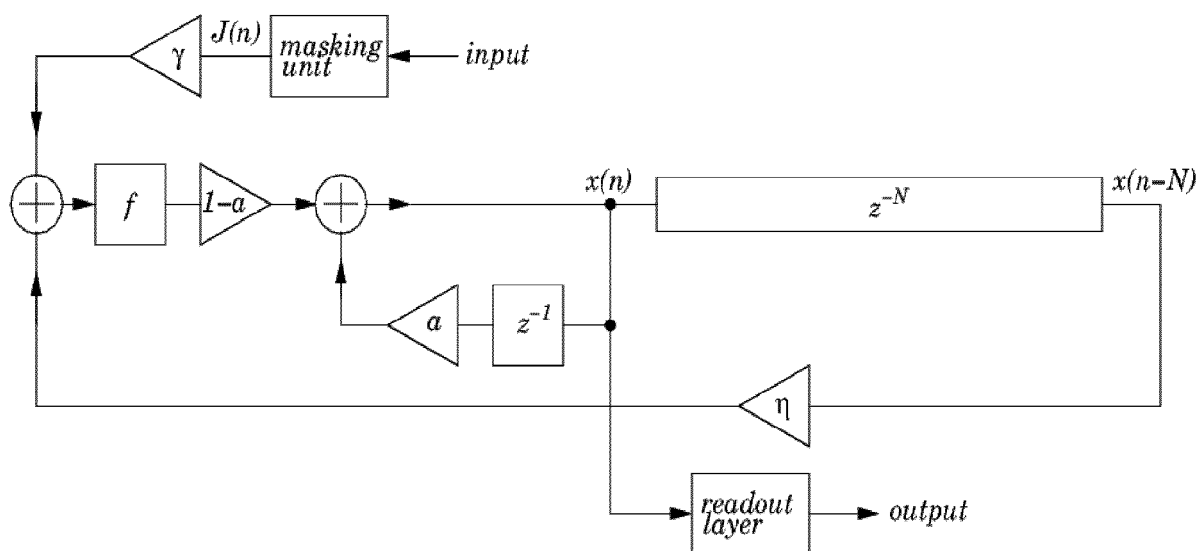 γ
J(n)
masking
unit
input
f
1-a
x(n)
z^{-N}
x(n-N)
a
z^{-1}
η
readout
layer
output